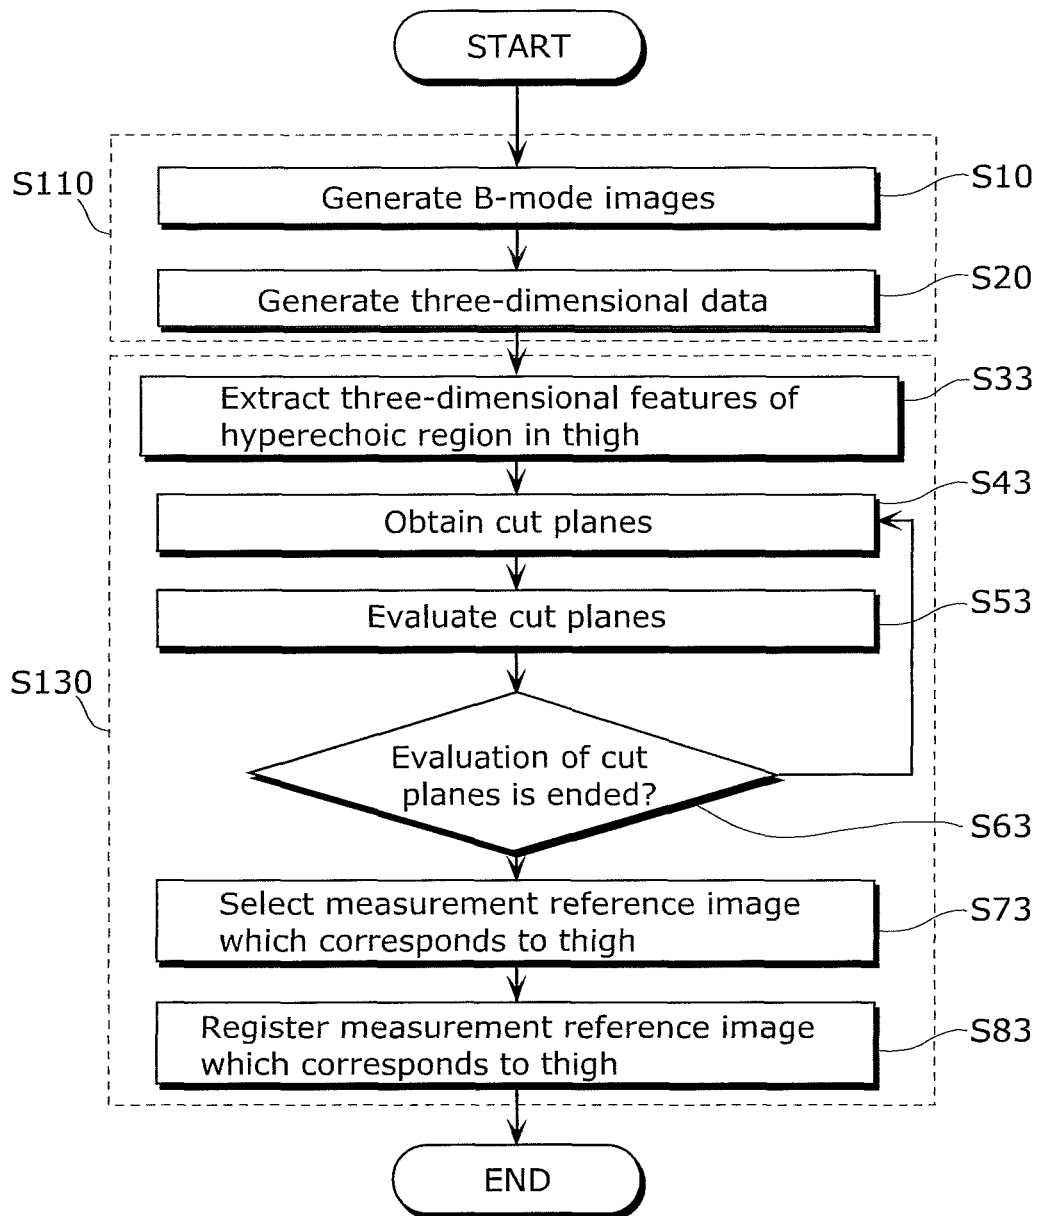 START
S110
Generate B-mode images
S10
Generate three-dimensional data
S20
Extract three-dimensional features of
hyperechoic region in thigh
S33
Obtain cut planes
S43
Evaluate cut planes
S53
S130
Evaluation of cut
planes is ended?
S63
Select measurement reference image
which corresponds to thigh
S73
Register measurement reference image
which corresponds to thigh
S83
END